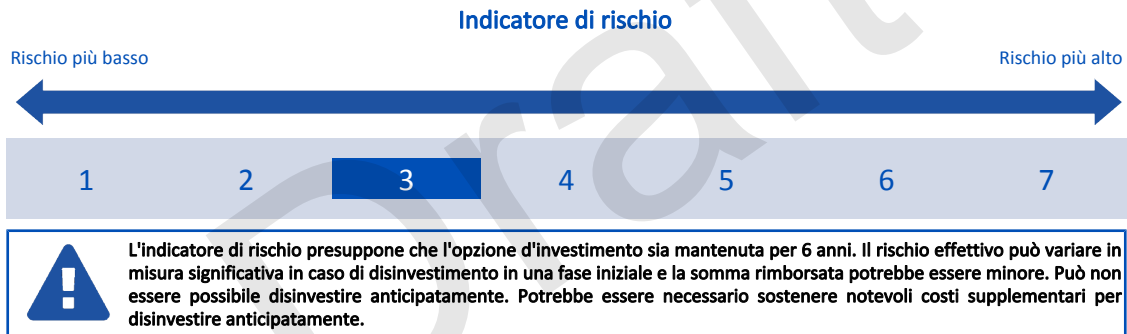 Indicatore di rischio
Rischio più basso
Rischio più alto
1 2 3 4 5 6 7
L'indicatore di rischio presuppone che l'opzione d'investimento sia mantenuta per 6 anni. Il rischio effettivo può variare in
misura significativa in caso di disinvestimento in una fase iniziale e la somma rimborsata potrebbe essere minore. Può non
essere possibile disinvestire anticipatamente. Potrebbe essere necessario sostenere notevoli costi supplementari per
disinvestire anticipatamente.
Draft